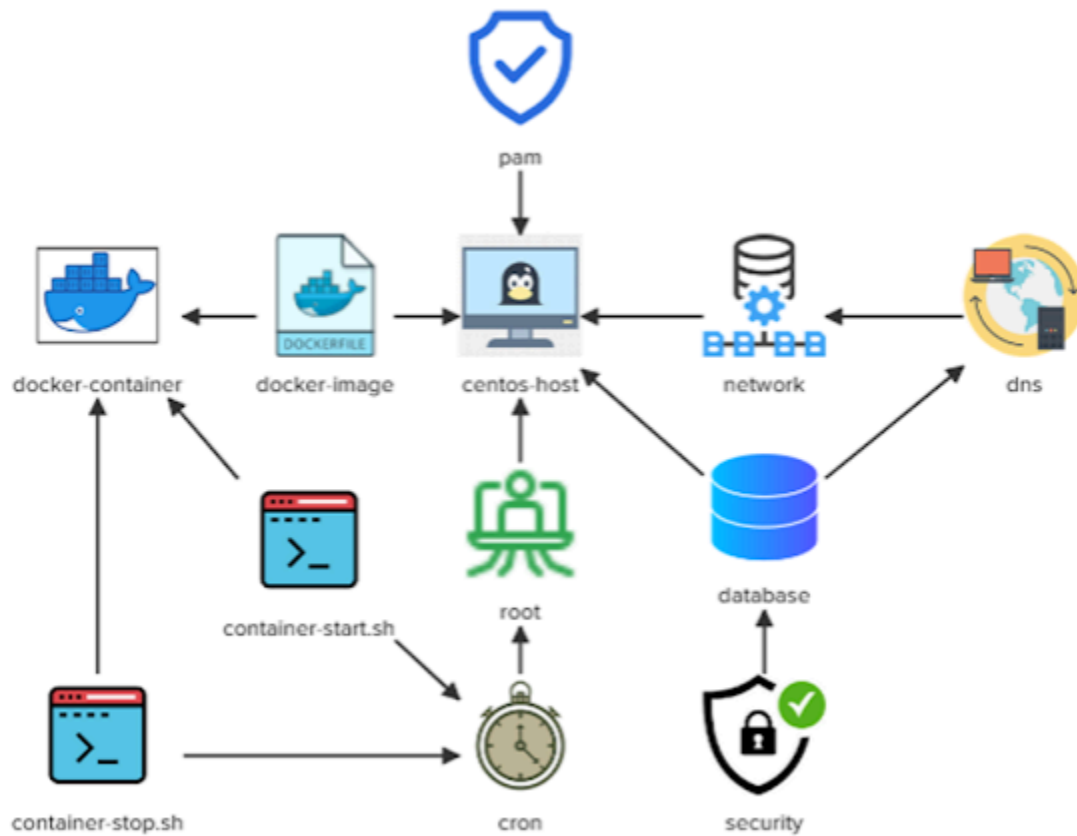 pam
DOCKERFILE
docker-container
docker-image
centos-host
network
dns
container-start.sh
root
database
container-stop.sh
cron
security